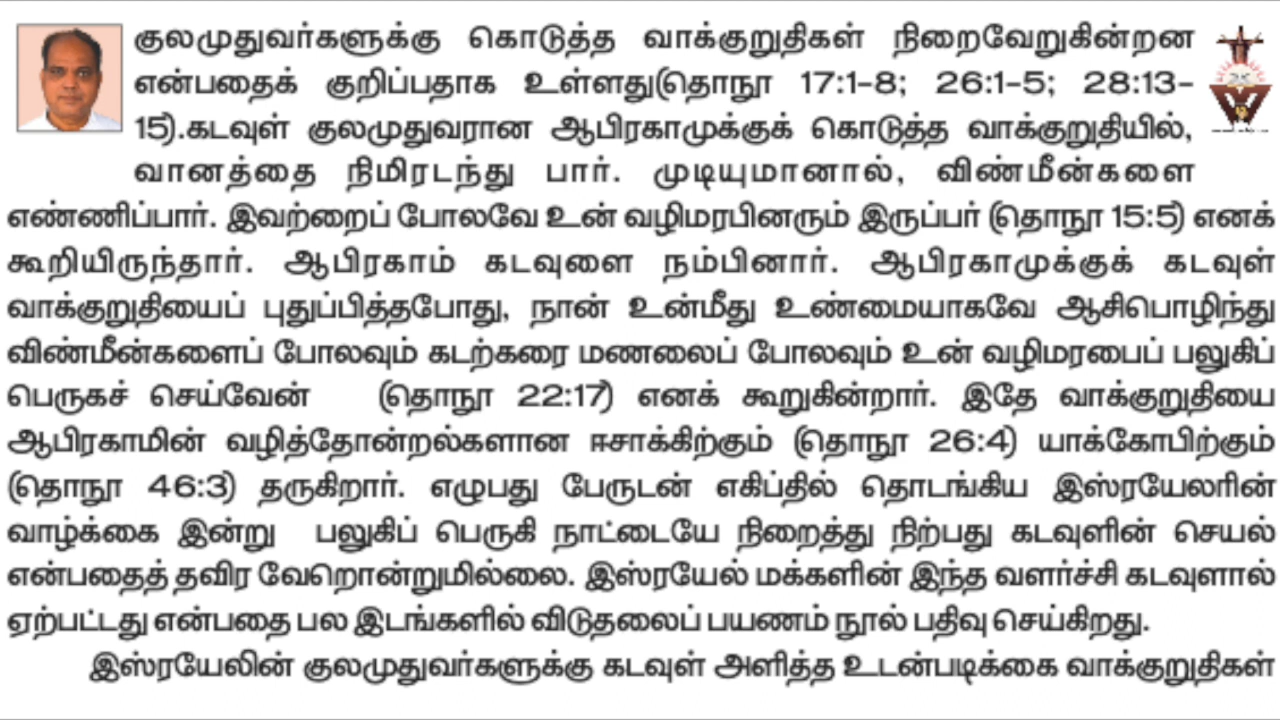 குலமுதுவர்களுக்கு கொடுத்த வாக்குறுதிகள் நிறைவேறுகின்றன
என்பதைக் குறிப்பதாக உள்ளது(தொநூ 17:1-8; 26:1-5; 28:13-
15).கடவுள் குலமுதுவரான ஆபிரகாமுக்குக் கொடுத்த வாக்குறுதியில்,
வானத்தை நிமிரடந்து பார். முடியுமானால், விண்மீன்களை
எண்ணிப்பார். இவற்றைப் போலவே உன் வழிமரபினரும் இருப்பர் (தொநூ 15:5) எனக்
கூறியிருந்தார். ஆபிரகாம் கடவுளை நம்பினார். ஆபிரகாமுக்குக் கடவுள்
வாக்குறுதியைப் புதுப்பித்தபோது, நான் உன்மீது உண்மையாகவே ஆசிபொழிந்து
விண்மீன்களைப் போலவும் கடற்கரை மணலைப் போலவும் உன் வழிமரபைப் பலுகிப்
பெருகச் செய்வேன் (தொநூ 22:17) எனக் கூறுகின்றார். இதே வாக்குறுதியை
ஆபிரகாமின் வழித்தோன்றல்களான ஈசாக்கிற்கும் (தொநூ 26:4) யாக்கோபிற்கும்
(தொநூ 46:3) தருகிறார். எழுபது பேருடன் எகிப்தில் தொடங்கிய இஸ்ரயேலரின்
வாழ்க்கை இன்று பலுகிப் பெருகி நாட்டையே நிறைத்து நிற்பது கடவுளின் செயல்
என்பதைத் தவிர வேறொன்றுமில்லை. இஸ்ரயேல் மக்களின் இந்த வளர்ச்சி கடவுளால்
ஏற்பட்டது என்பதை பல இடங்களில் விடுதலைப் பயணம் நூல் பதிவு செய்கிறது.
இஸ்ரயேலின் குலமுதுவர்களுக்கு கடவுள் அளித்த உடன்படிக்கை வாக்குறுதிகள்